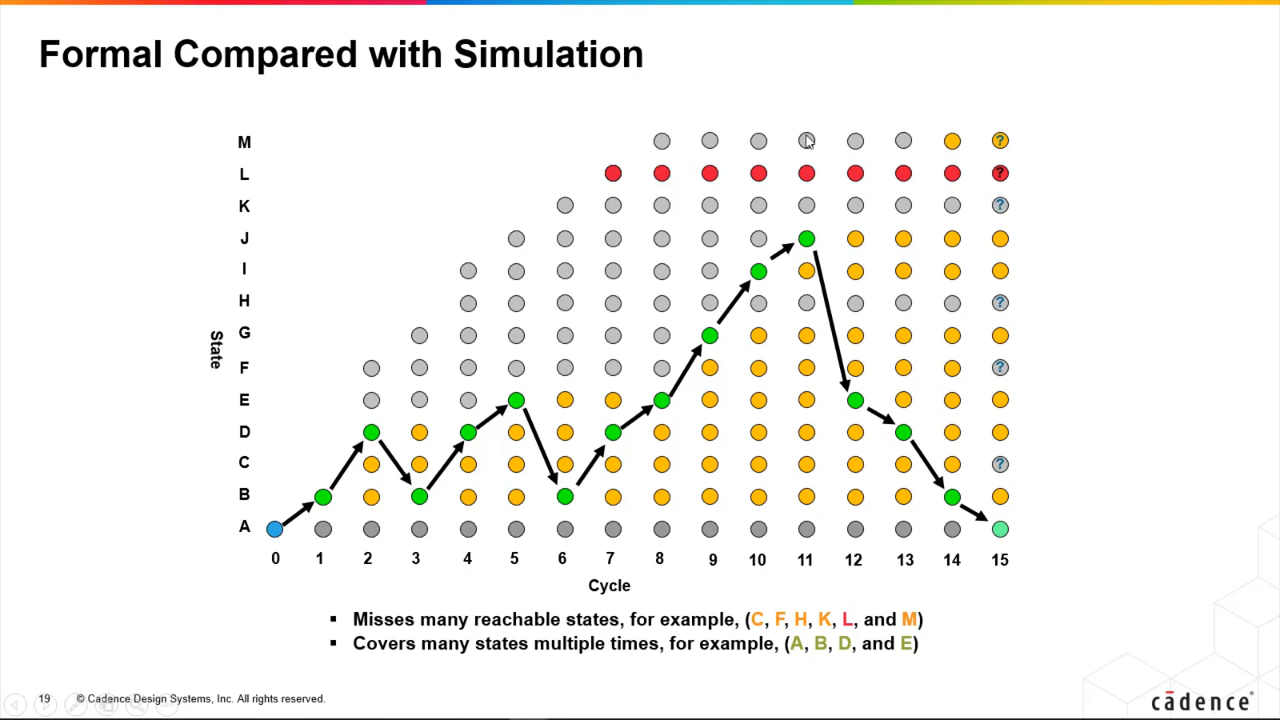 Formal Compared with Simulation
M
?
L
?
K
?
J
I
H
?
G
State
F
?
E
D
C
?
B
A
0 1 2 3 4 5 6 7 8 9 10 11 12 13 14 15
Cycle
▪ Misses many reachable states, for example, (C, F, H, K, L, and M)
▪ Covers many states multiple times, for example, (A, B, D, and E)
19 © Cadence Design Systems, Inc. All rights reserved.
cādence®